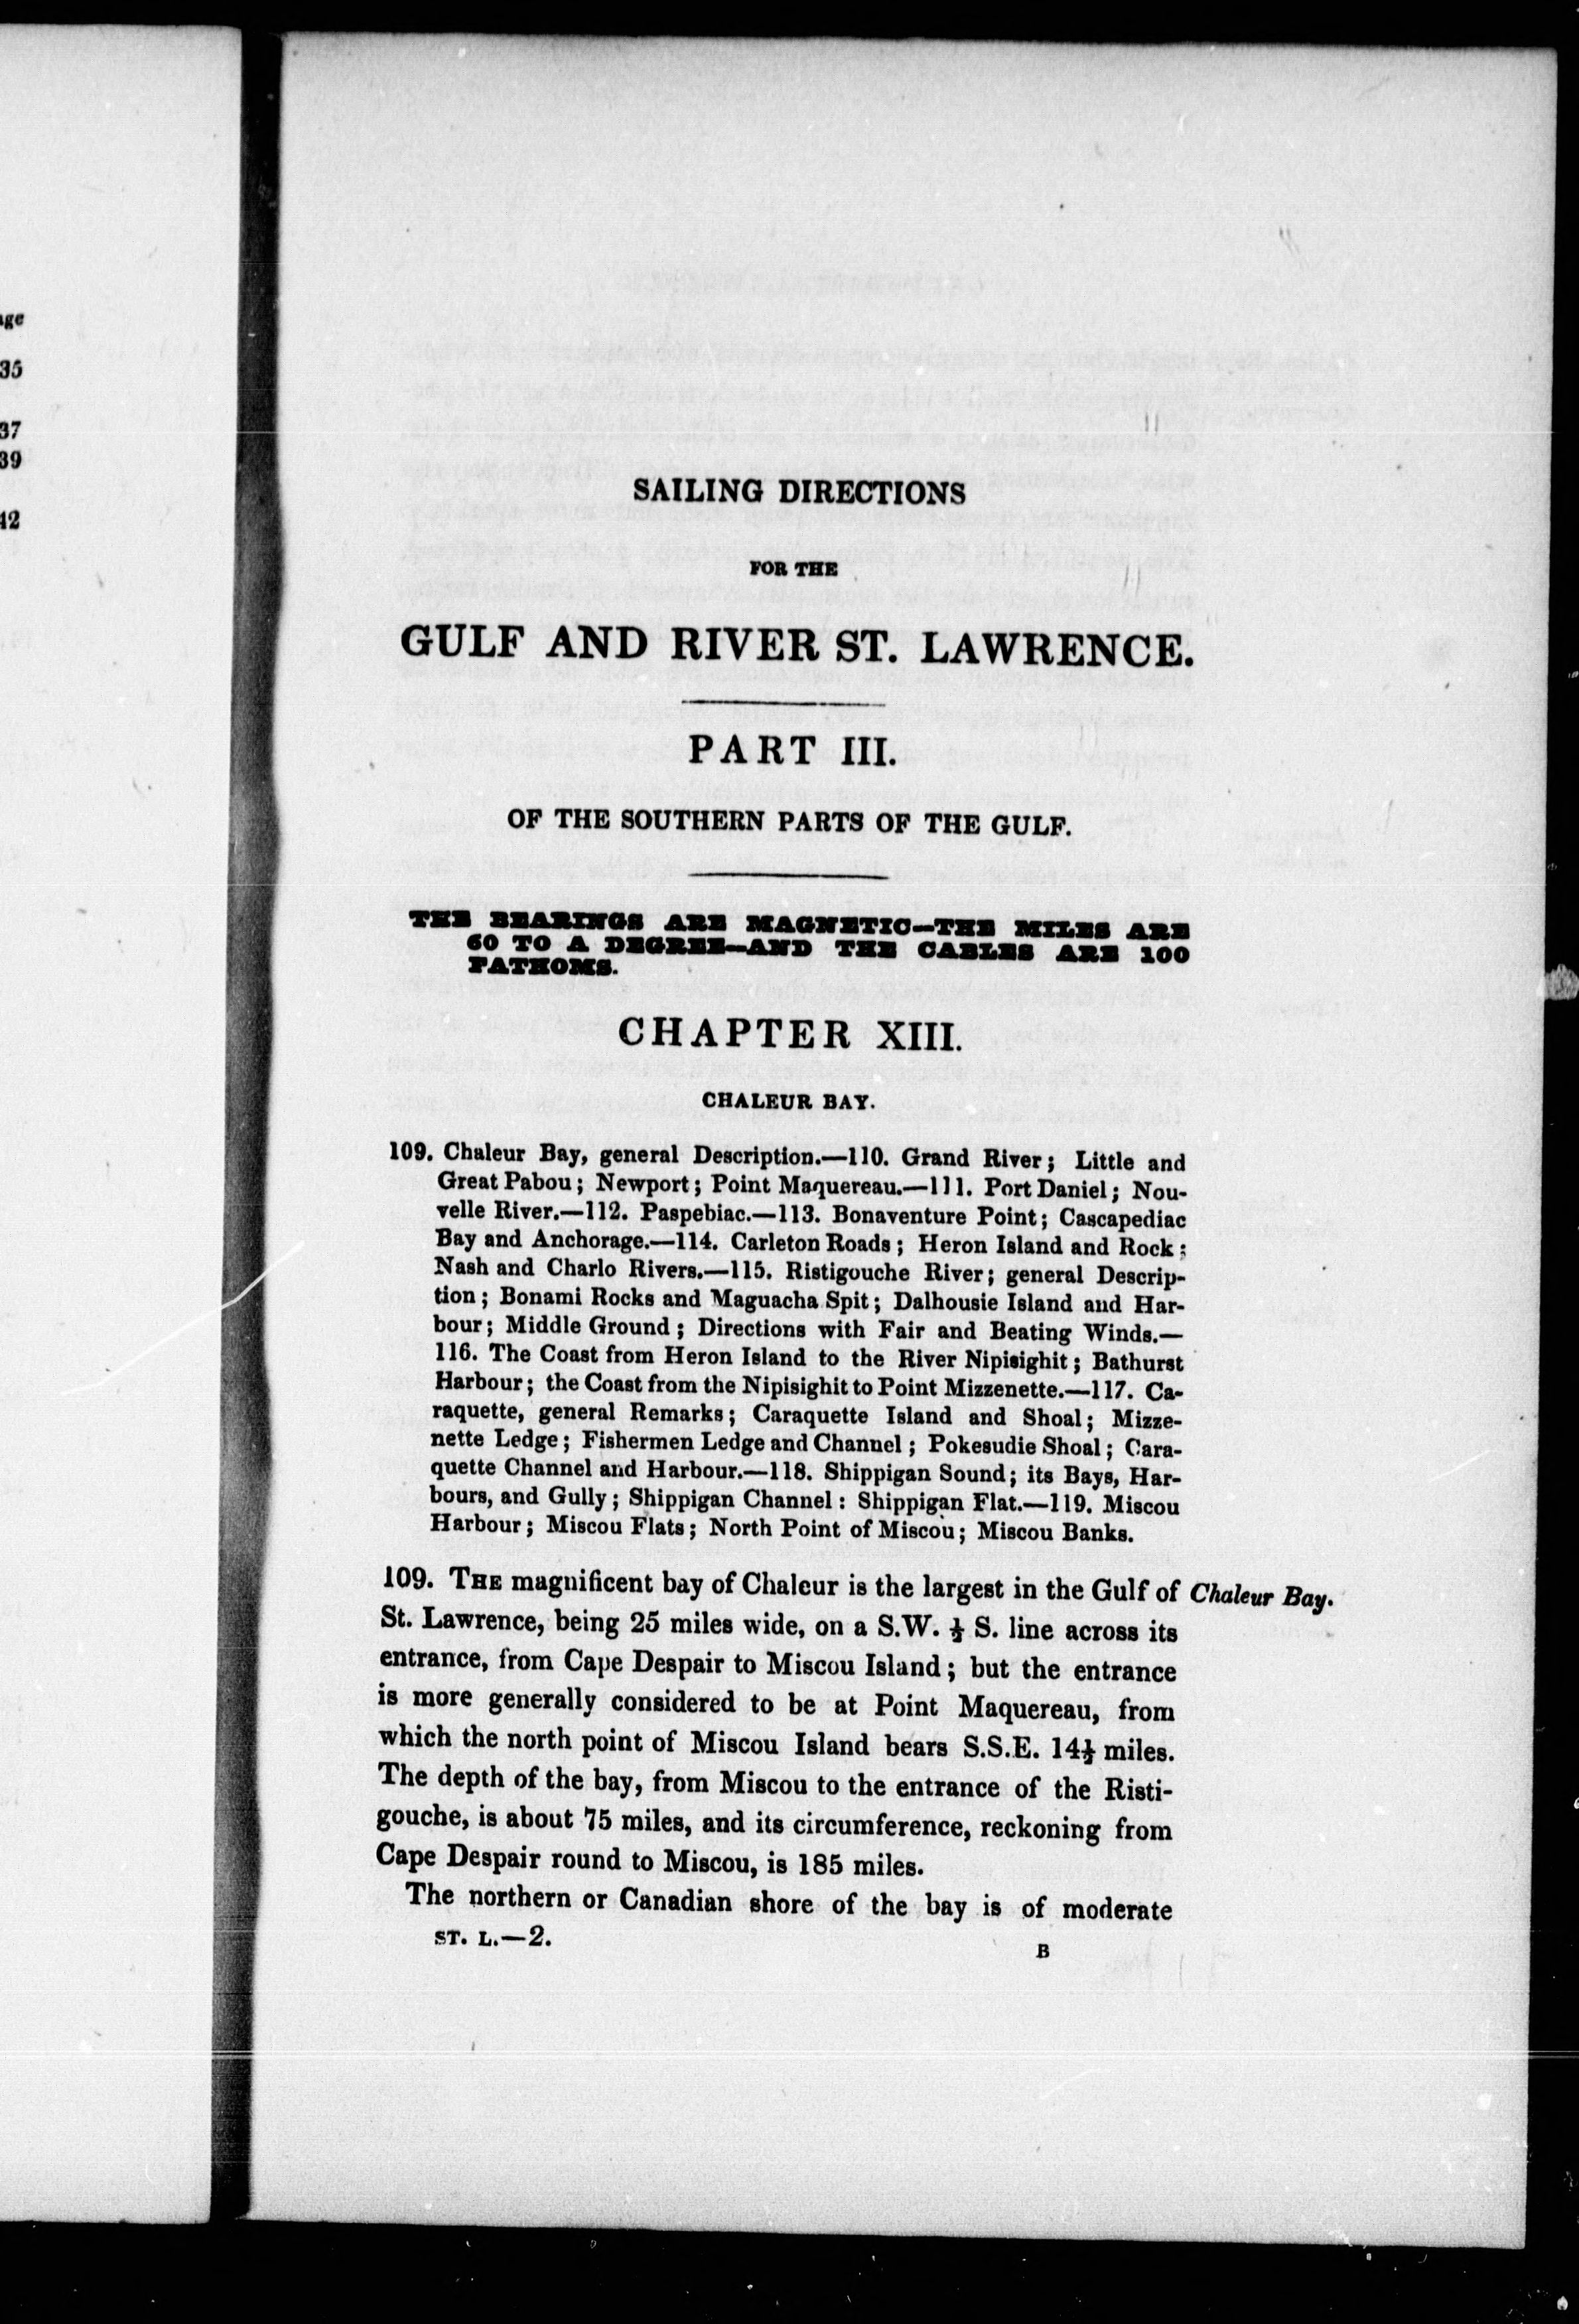 age
35
37
39
42
SAILING DIRECTIONS
FOR THE
GULF AND RIVER ST. LAWRENCE.
PART III.
OF THE SOUTHERN PARTS OF THE GULF.
THE BEARINGS ARE MAGNETIC—THE MILES ARE
60 TO A DEGREE—AND THE CABLES ARE 100
FATHOMS.
CHAPTER XIII.
CHALEUR BAY.
109. Chaleur Bay, general Description.—110. Grand River; Little and
Great Pabou; Newport; Point Maquereau.—111. Port Daniel; Nou-
velle River.—112. Paspebiac.—113. Bonaventure Point; Cascapediac
Bay and Anchorage.—114. Carleton Roads; Heron Island and Rock;
Nash and Charlo Rivers.—115. Ristigouche River; general Descrip-
tion; Bonami Rocks and Maguacha Spit; Dalhousie Island and Har-
bour; Middle Ground; Directions with Fair and Beating Winds.—
116. The Coast from Heron Island to the River Nipisighit; Bathurst
Harbour; the Coast from the Nipisighit to Point Mizzenette.—117. Ca-
raquette, general Remarks; Caraquette Island and Shoal; Mizze-
nette Ledge; Fishermen Ledge and Channel; Pokesudie Shoal; Cara-
quette Channel and Harbour.—118. Shippigan Sound; its Bays, Har-
bours, and Gully; Shippigan Channel: Shippigan Flat.—119. Miscou
Harbour; Miscou Flats; North Point of Miscou; Miscou Banks.
109. THE magnificent bay of Chaleur is the largest in the Gulf of Chaleur Bay.
St. Lawrence, being 25 miles wide, on a S.W. ½ S. line across its
entrance, from Cape Despair to Miscou Island; but the entrance
is more generally considered to be at Point Maquereau, from
which the north point of Miscou Island bears S.S.E. 14½ miles.
The depth of the bay, from Miscou to the entrance of the Risti-
gouche, is about 75 miles, and its circumference, reckoning from
Cape Despair round to Miscou, is 185 miles.
The northern or Canadian shore of the bay is of moderate
ST. L.—2.
B